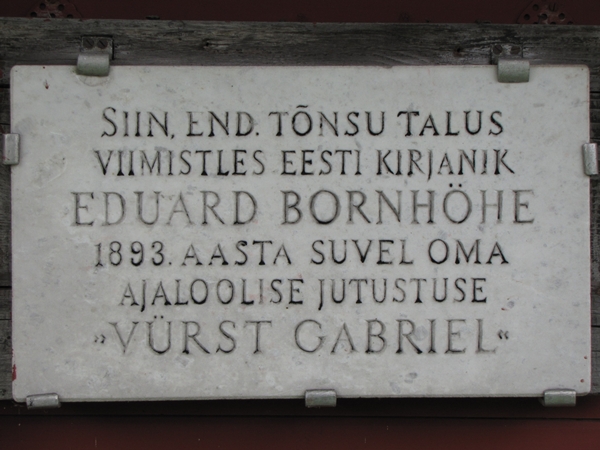 SIIN, END. TÕNSU TALUS
VIIMISTLES EESTI KIRJANIK
EDUARD BORNHÖHE
1893. AASTA SUVEL OMA
AJALOOLISE JUTUSTUSE
»VÜRST GABRIEL«